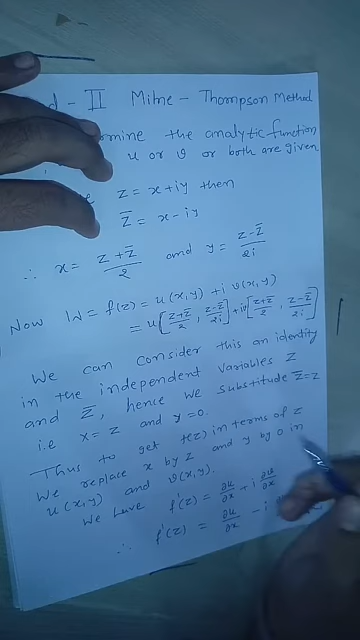 d - II Milne - Thompson Method
rmine the analytic function
u or v or both are given
z = x+iy then
z̄ = x-iy
∴ x = (z+z̄)/2 and y = (z-z̄)/2i
Now W = f(z) = u(x,y) + i v(x,y)
= u[(z+z̄)/2, (z-z̄)/2i] + iv[(z+z̄)/2, (z-z̄)/2i]
We can consider this an identity
in the independent variables z
and z̄, hence we substitute z̄=z
i.e x=z and y=0.
Thus to get f(z) in terms of z
we replace x by z and y by 0 in
u(x,y) and v(x,y).
We have f'(z) = ∂u/∂x + i ∂v/∂x
∴ f'(z) = ∂u/∂x - i